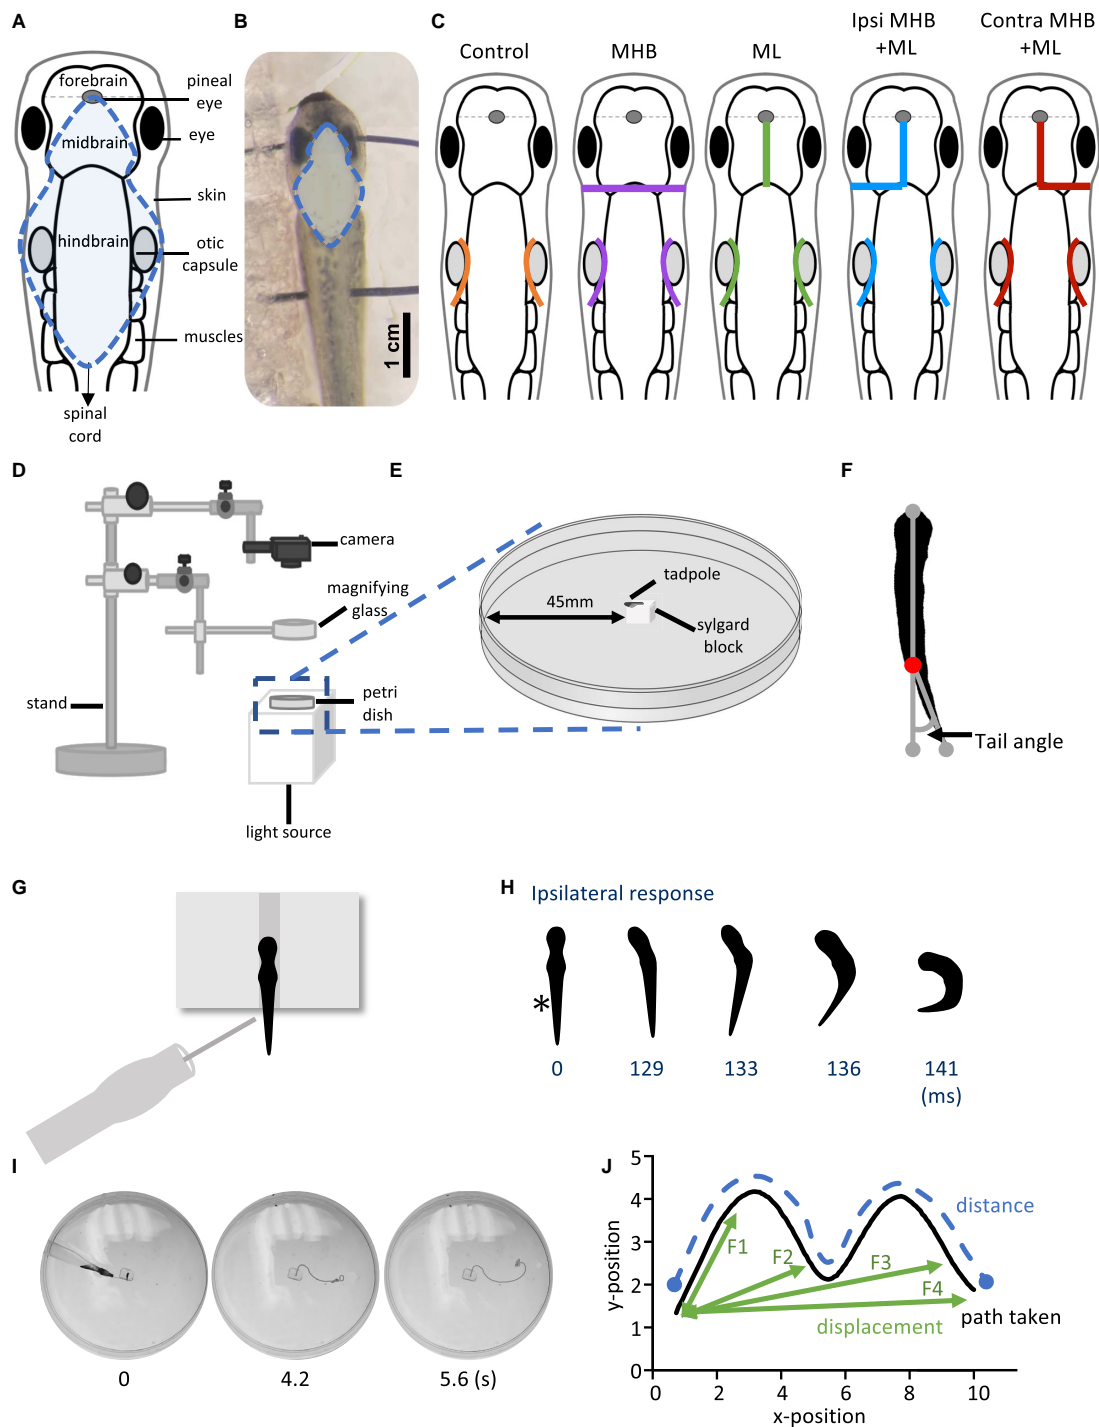 A
forebrain
pineal
eye
midbrain
eye
skin
hindbrain
otic
capsule
muscles
spinal
cord
B
1 cm
C
Control
MHB
ML
Ipsi MHB
+ML
Contra MHB
+ML
D
camera
magnifying
glass
stand
petri
dish
light source
E
tadpole
45mm
sylgard
block
F
Tail angle
G
H
Ipsilateral response
*
0
129
133
136
141
(ms)
I
0
4.2
5.6 (s)
J
5
4
3
2
1
0
y-position
distance
F1
F2
F3
F4
path taken
displacement
0
2
4
6
8
10
x-position